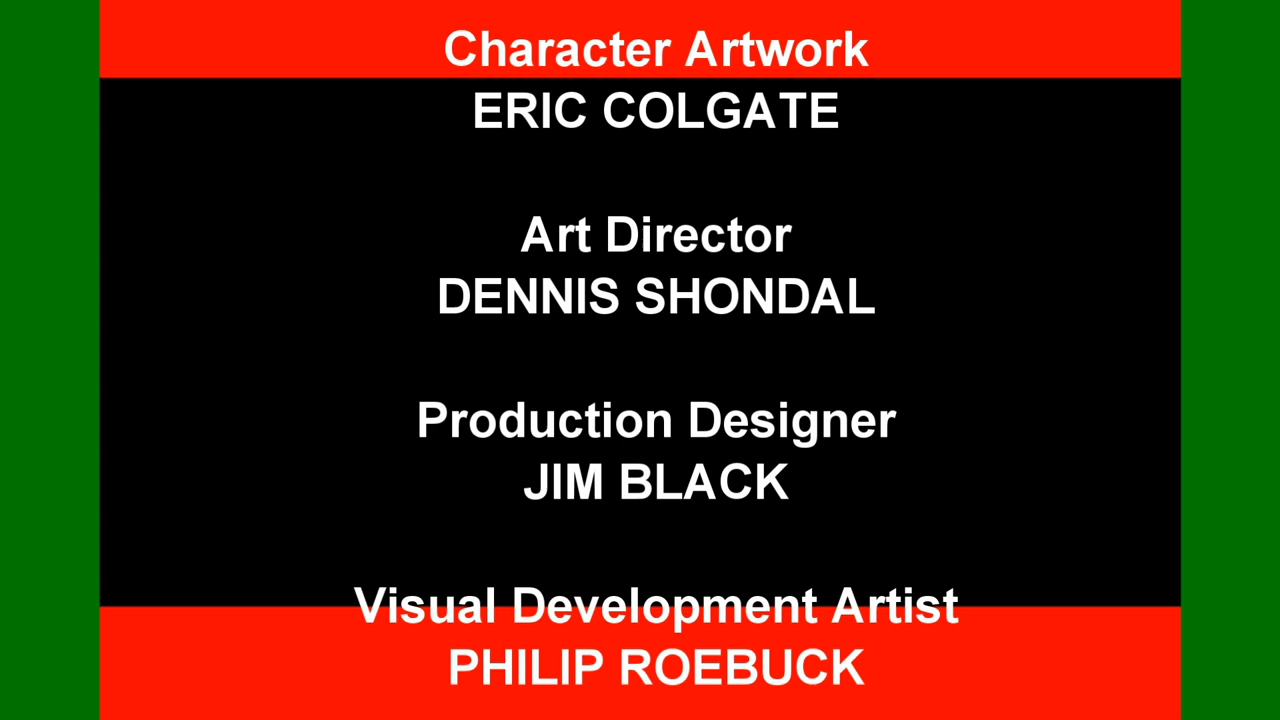 Character Artwork
ERIC COLGATE
Art Director
DENNIS SHONDAL
Production Designer
JIM BLACK
Visual Development Artist
PHILIP ROEBUCK